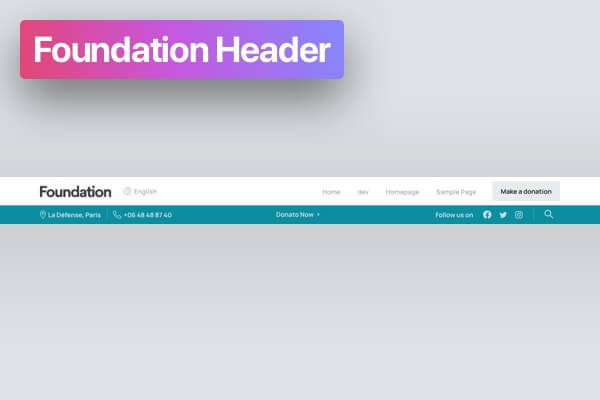 Foundation Header
Foundation English Home dev Homepage Sample Page Make a donation
La Défense, Paris +06 48 48 87 40 Donato Now › Follow us on